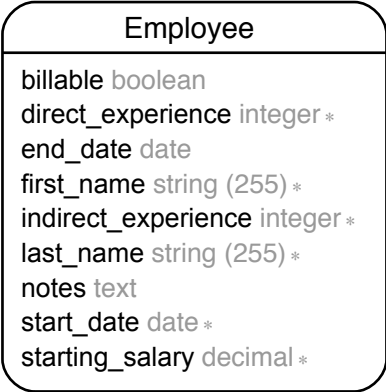 Employee
billable boolean
direct_experience integer *
end_date date
first_name string (255) *
indirect_experience integer *
last_name string (255) *
notes text
start_date date *
starting_salary decimal *